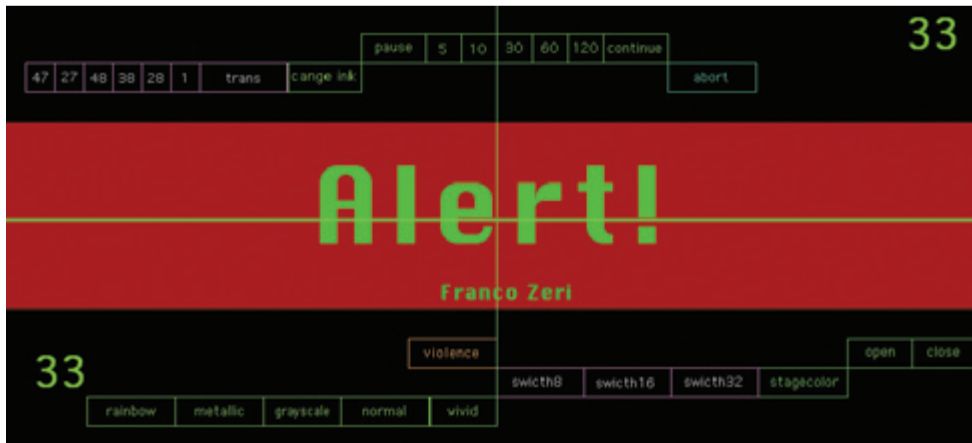 33
pause 5 10 30 60 120 continue
47 27 48 38 28 1 trans cange ink abort
Alert!
Franco Zeri
violence open close
33 swicth8 swicth16 swicth32 stagecolor
rainbow metallic grayscale normal vivid